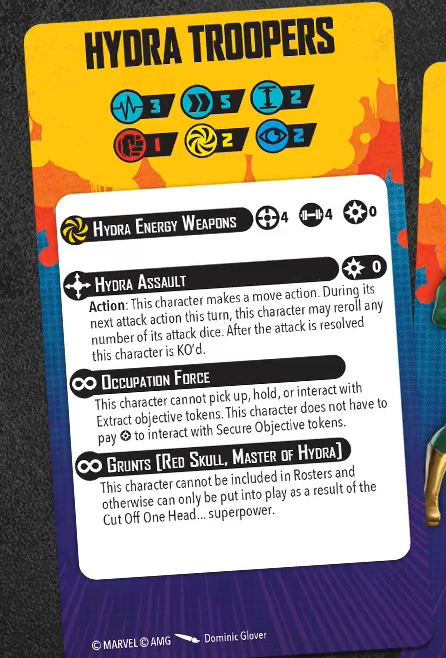 HYDRA TROOPERS
3 5 2
1 2 2
HYDRA ENERGY WEAPONS 4 4 0
HYDRA ASSAULT 0
Action: This character makes a move action. During its
next attack action this turn, this character may reroll any
number of its attack dice. After the attack is resolved
this character is KO'd.
OCCUPATION FORCE
This character cannot pick up, hold, or interact with
Extract objective tokens. This character does not have to
pay to interact with Secure Objective tokens.
GRUNTS [RED SKULL, MASTER OF HYDRA]
This character cannot be included in Rosters and
otherwise can only be put into play as a result of the
Cut Off One Head... superpower.
© MARVEL © AMG Dominic Glover